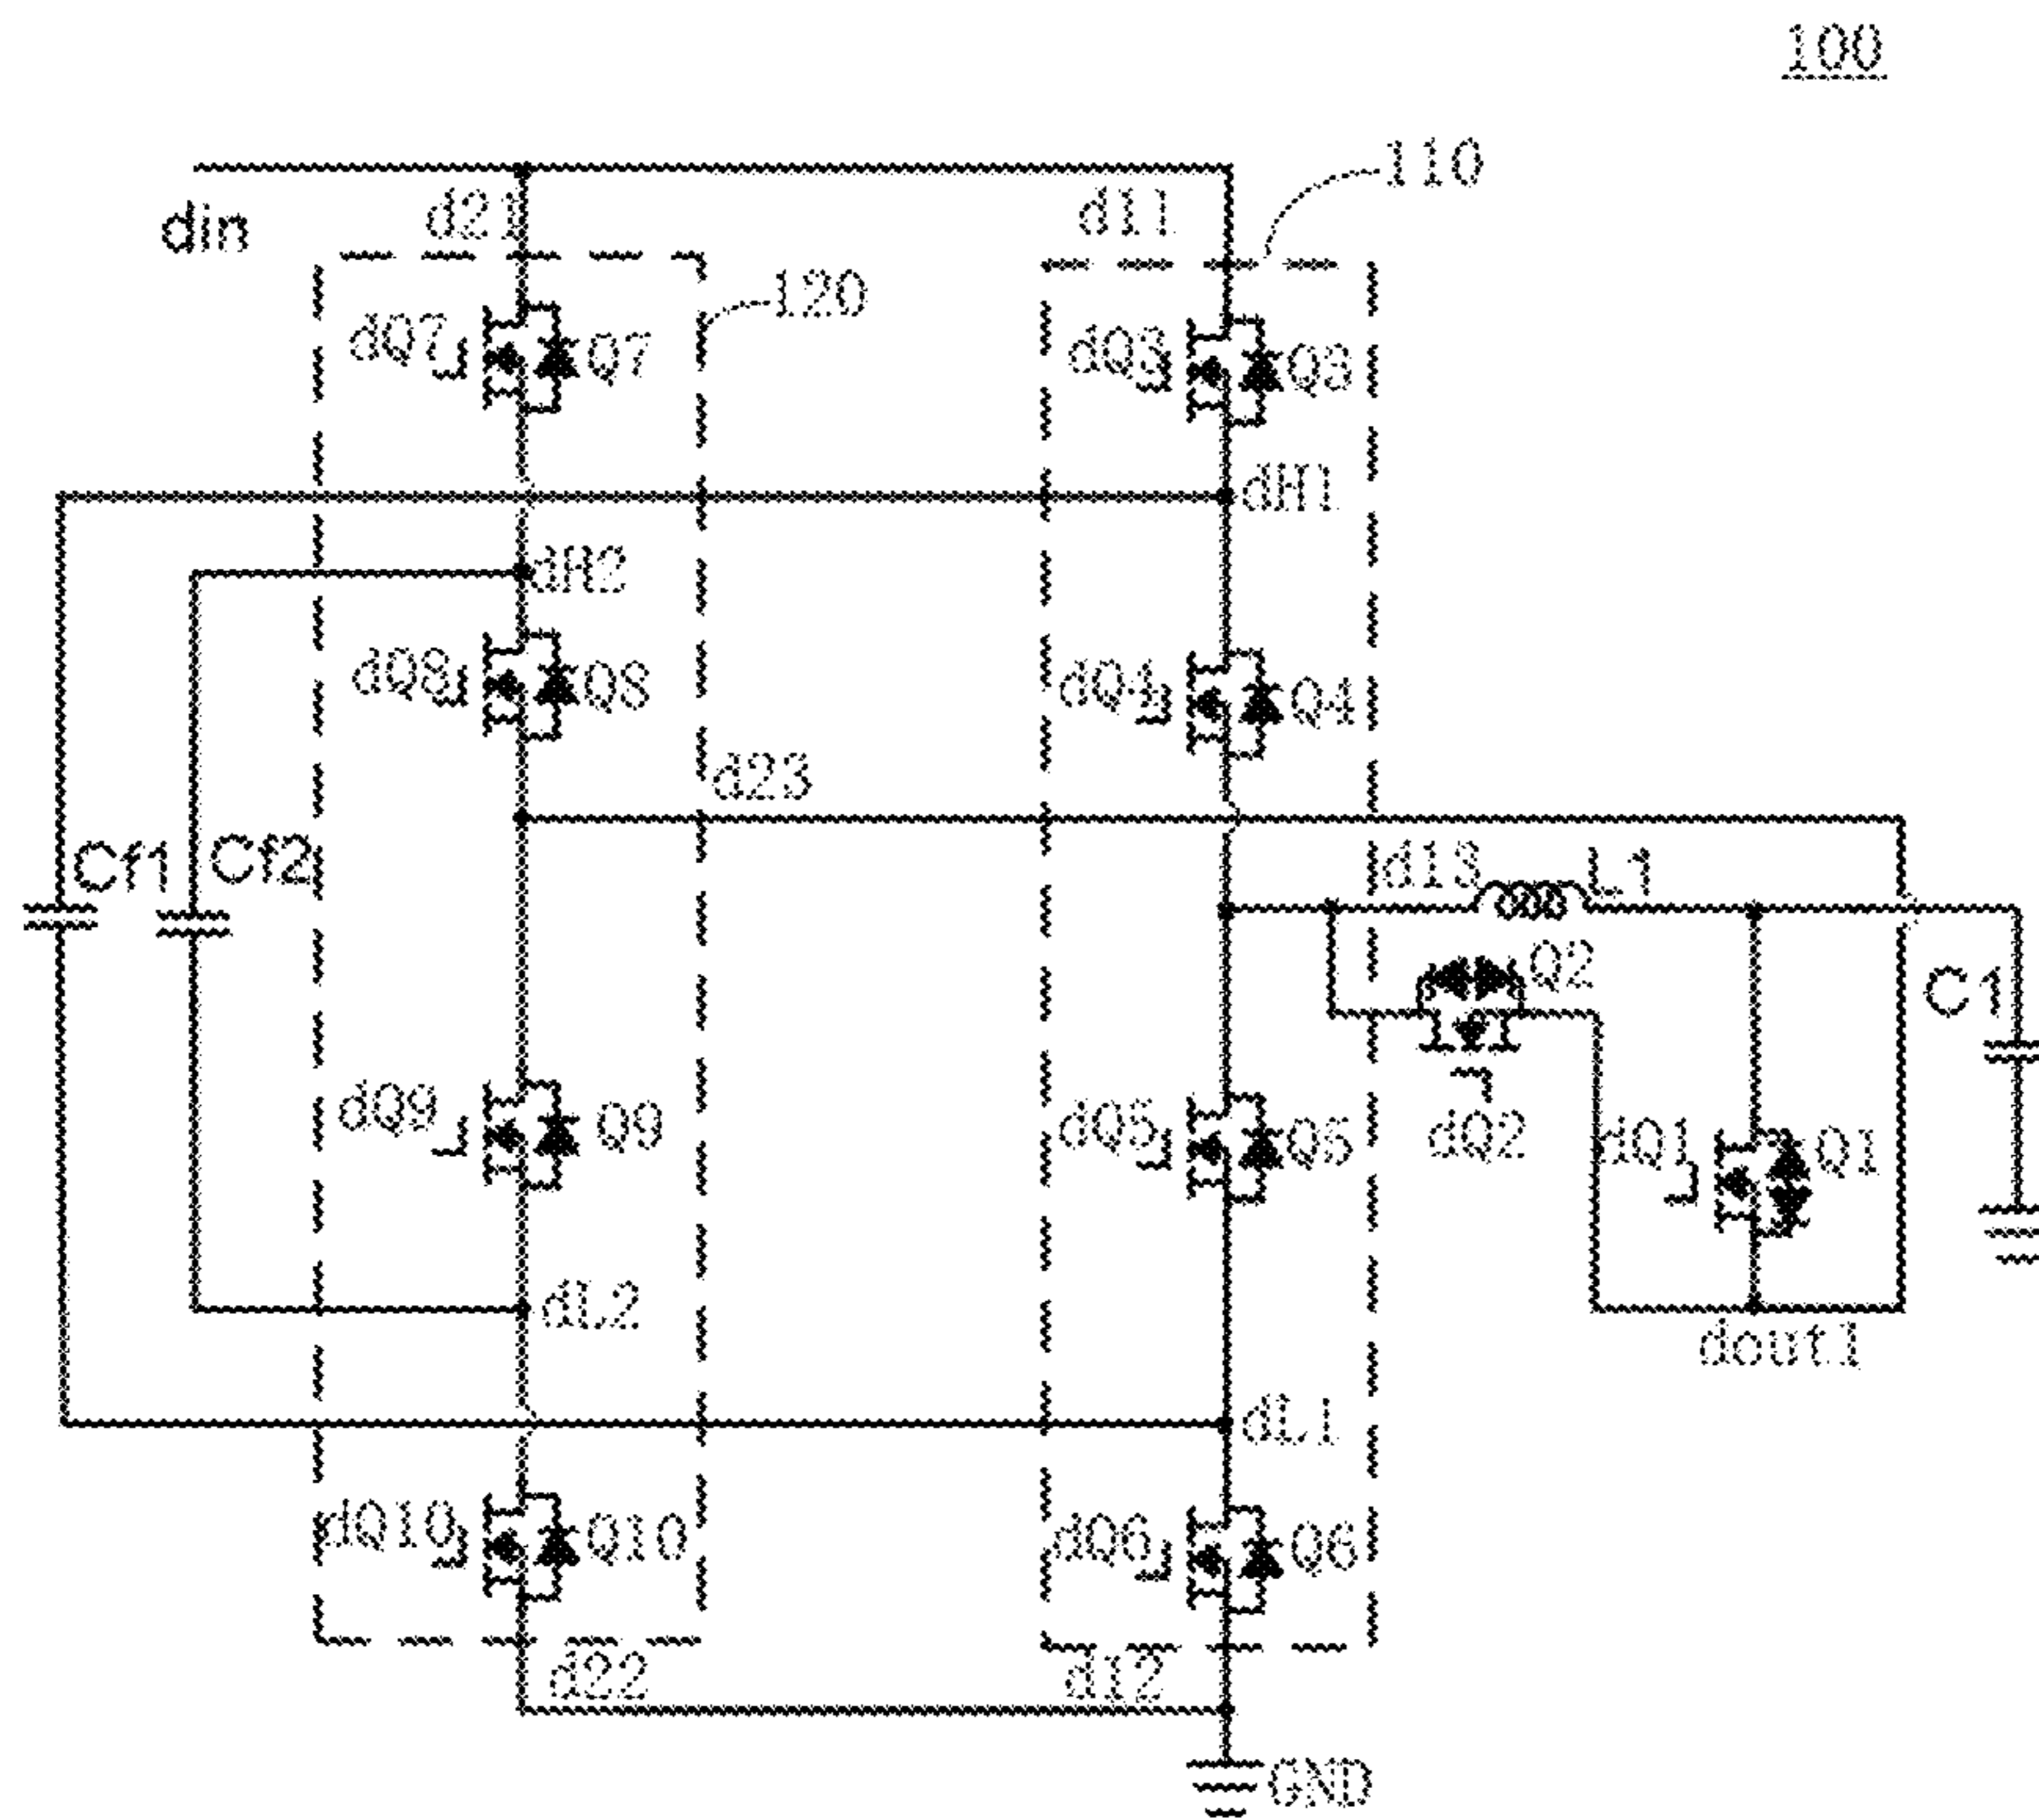 100
110
din
d21
d11
120
dQ7
Q7
dQ3
Q3
dH1
dH2
dQ8
Q8
dQ4
Q4
d23
Cf1
Cf2
d13
L1
Q2
C1
dQ9
Q9
dQ5
Q5
dQ2
HQ1
Q1
dL2
dout1
dL1
dQ10
Q10
dQ6
Q6
d22
d12
GND